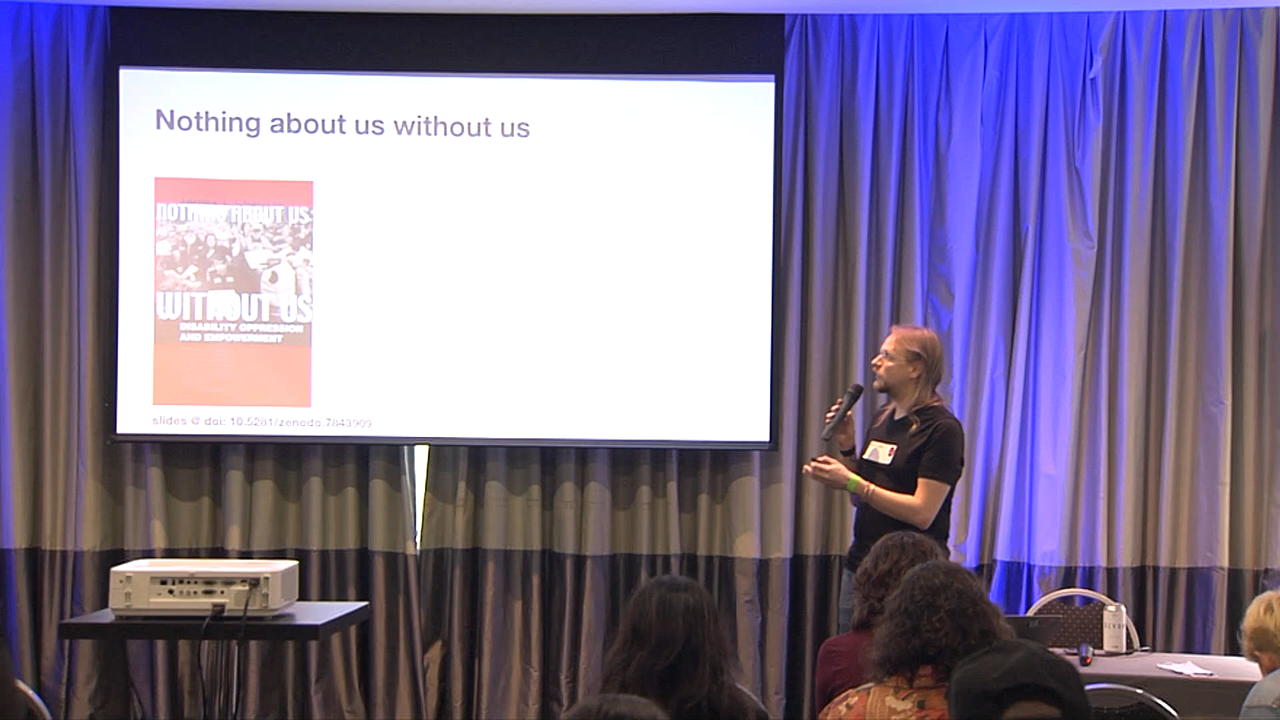 Nothing about us without us
NOTHING ABOUT US
WITHOUT US
DISABILITY OPPRESSION
AND EMPOWERMENT
slides @ doi: 10.5281/zenodo.7843909